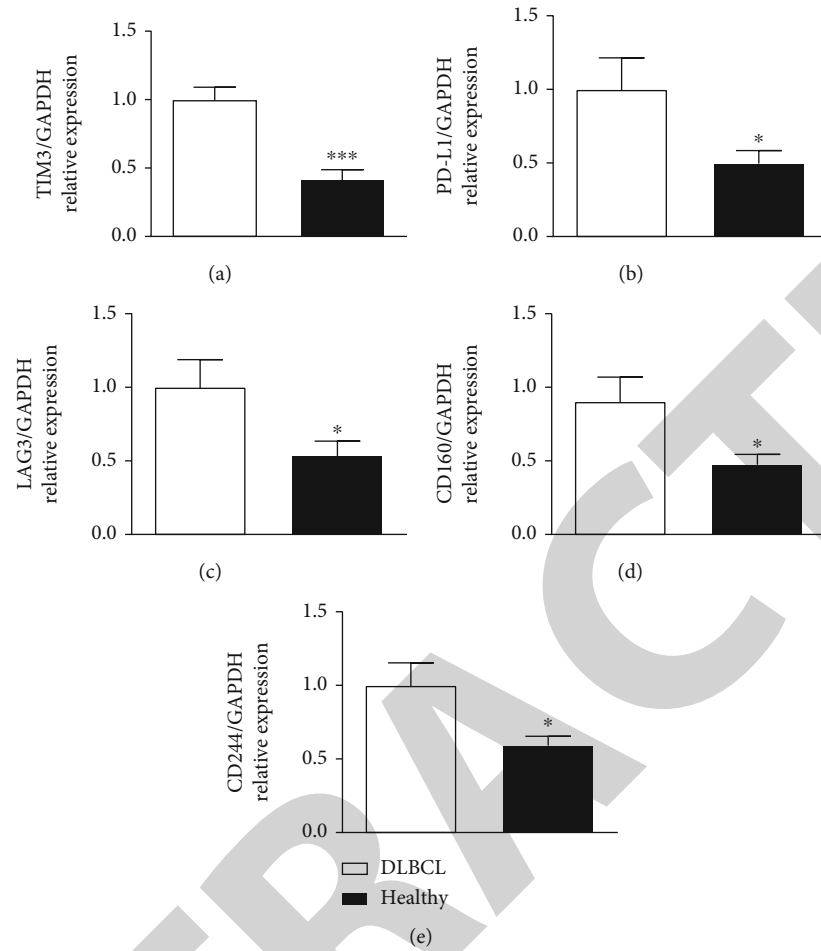 TIM3/GAPDH
relative expression
1.5
1.0
0.5
0.0
***
(a)
PD-L1/GAPDH
relative expression
1.5
1.0
0.5
0.0
*
(b)
LAG3/GAPDH
relative expression
1.5
1.0
0.5
0.0
*
(c)
CD160/GAPDH
relative expression
1.5
1.0
0.5
0.0
*
(d)
CD244/GAPDH
relative expression
1.5
1.0
0.5
0.0
*
DLBCL
Healthy
(e)
RACT